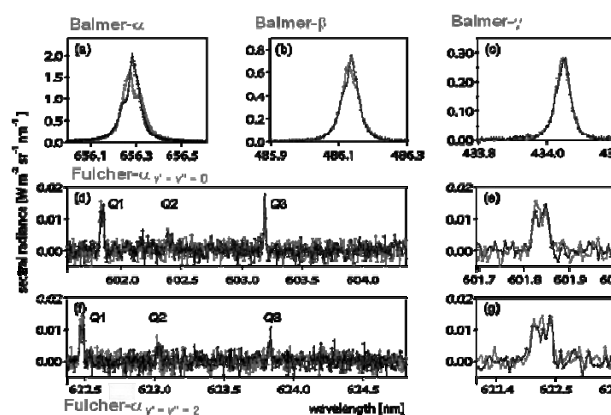 Balmer-α Balmer-β Balmer-γ
(a) (b) (c)
2.0 0.8 0.30
1.5 0.6 0.20
1.0 0.4 0.10
0.5 0.2
0.0 0.0 0.00
656.1 656.3 656.5 485.9 486.1 486.3 433.8 434.0
Fulcher-α v' = v'' = 0
spectral radiance [W m⁻² sr⁻¹ nm⁻¹]
0.02 (d) Q1 Q2 Q3 0.02 (e)
0.01 0.01
0.00 0.00
602.0 602.5 603.0 603.5 604.0 601.7 601.8 601.9
0.02 (f) Q1 Q2 Q3 0.02 (g)
0.01 0.01
0.00 0.00
622.5 623.0 623.5 624.0 624.5 622.4 622.5
Fulcher-α v' = v'' = 2 wavelength [nm]